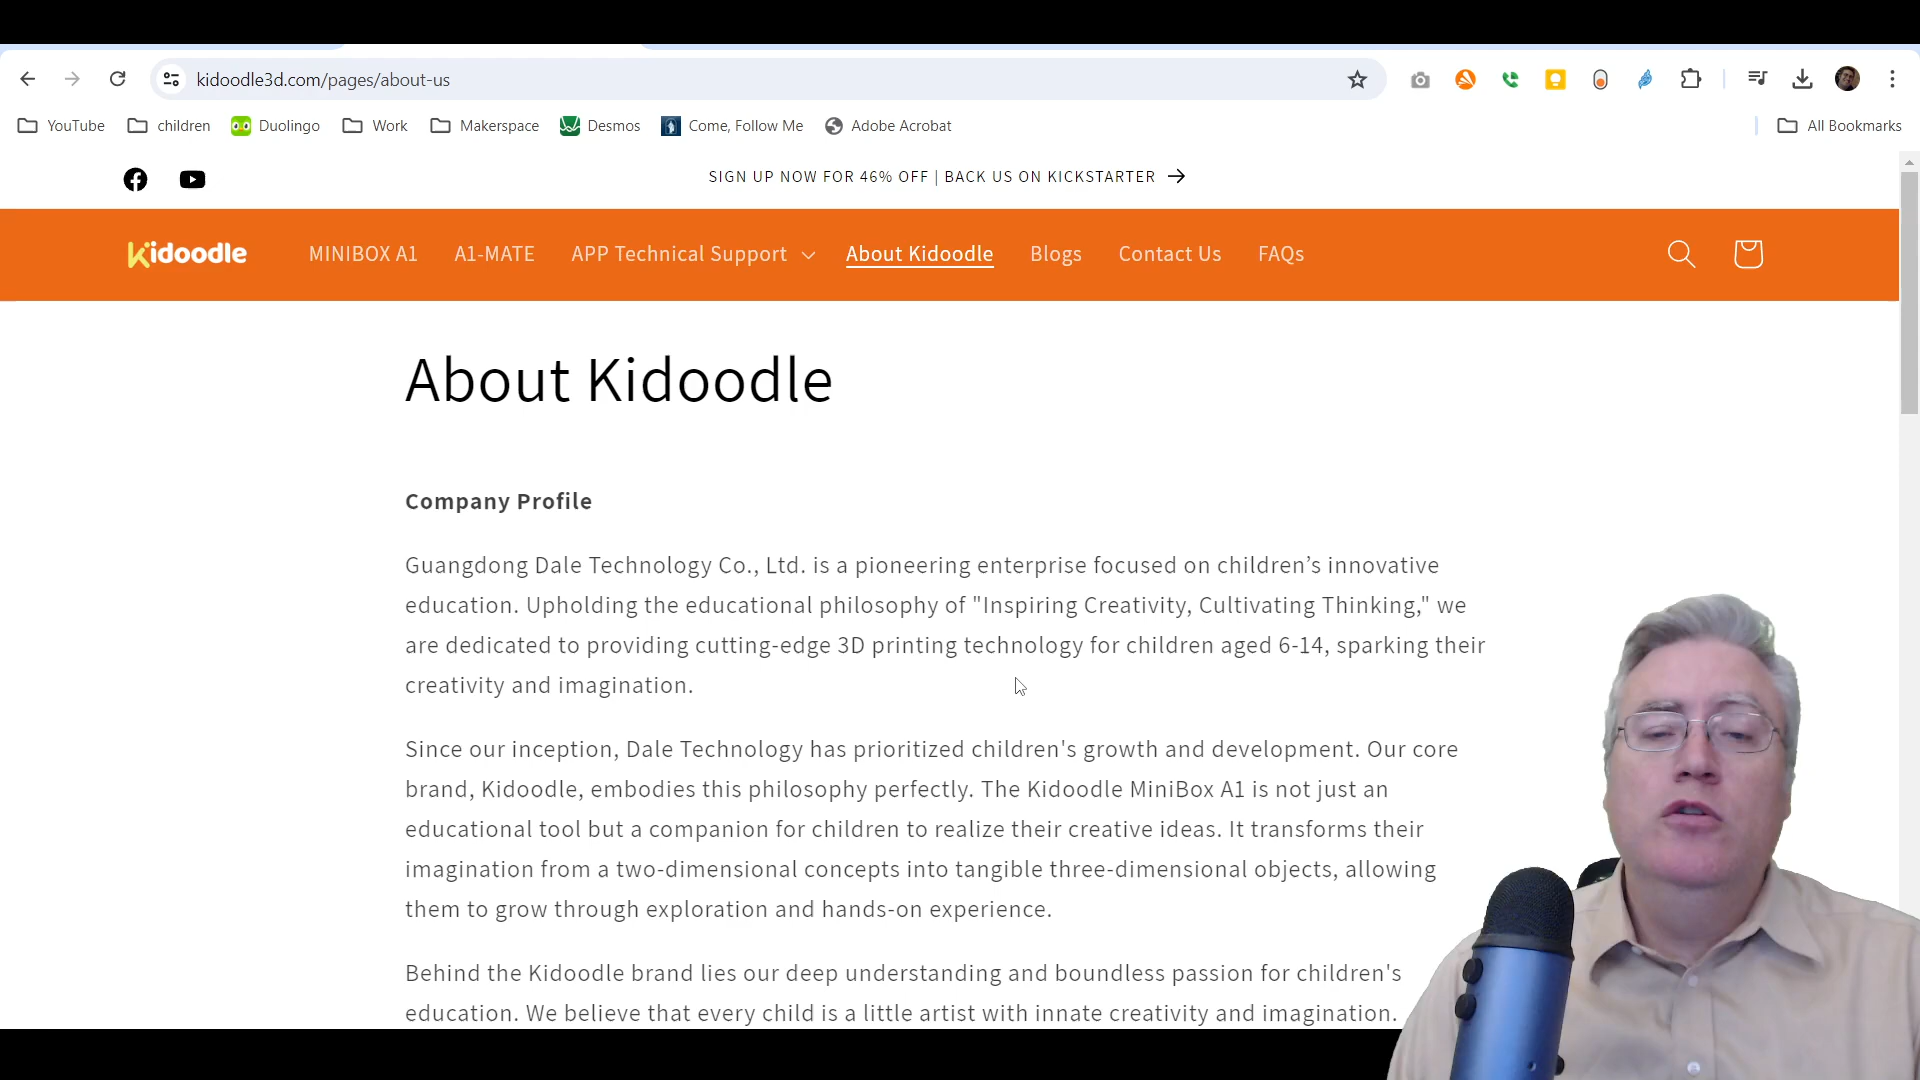 kidoodle3d.com/pages/about-us
YouTube children Duolingo Work Makerspace Desmos Come, Follow Me Adobe Acrobat All Bookmarks
SIGN UP NOW FOR 46% OFF | BACK US ON KICKSTARTER
kidoodle MINIBOX A1 A1-MATE APP Technical Support About Kidoodle Blogs Contact Us FAQs
About Kidoodle
Company Profile
Guangdong Dale Technology Co., Ltd. is a pioneering enterprise focused on children’s innovative
education. Upholding the educational philosophy of "Inspiring Creativity, Cultivating Thinking," we
are dedicated to providing cutting-edge 3D printing technology for children aged 6-14, sparking their
creativity and imagination.
Since our inception, Dale Technology has prioritized children's growth and development. Our core
brand, Kidoodle, embodies this philosophy perfectly. The Kidoodle MiniBox A1 is not just an
educational tool but a companion for children to realize their creative ideas. It transforms their
imagination from a two-dimensional concepts into tangible three-dimensional objects, allowing
them to grow through exploration and hands-on experience.
Behind the Kidoodle brand lies our deep understanding and boundless passion for children's
education. We believe that every child is a little artist with innate creativity and imagination.